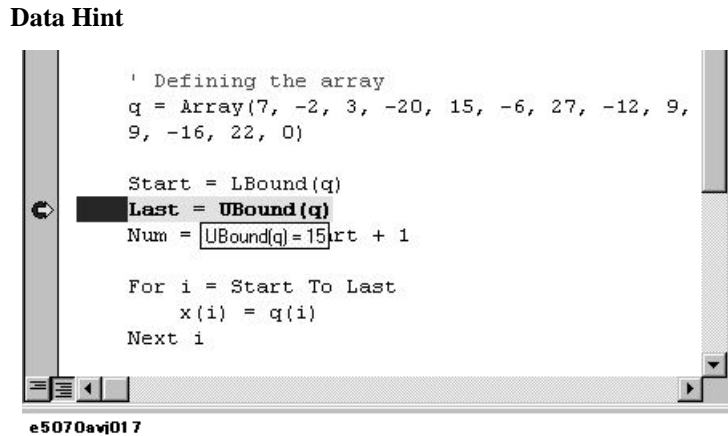 Data Hint
' Defining the array
q = Array(7, -2, 3, -20, 15, -6, 27, -12, 9,
9, -16, 22, 0)
Start = LBound(q)
Last = UBound(q)
Num = UBound(q) = 15 rt + 1
For i = Start To Last
x(i) = q(i)
Next i
e5070avj017